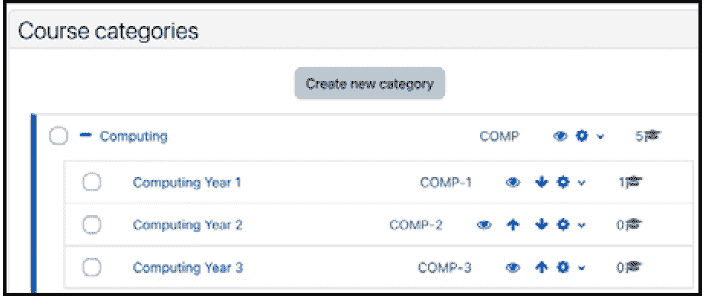 Course categories
Create new category
Computing COMP 5
Computing Year 1 COMP-1 1
Computing Year 2 COMP-2 0
Computing Year 3 COMP-3 0